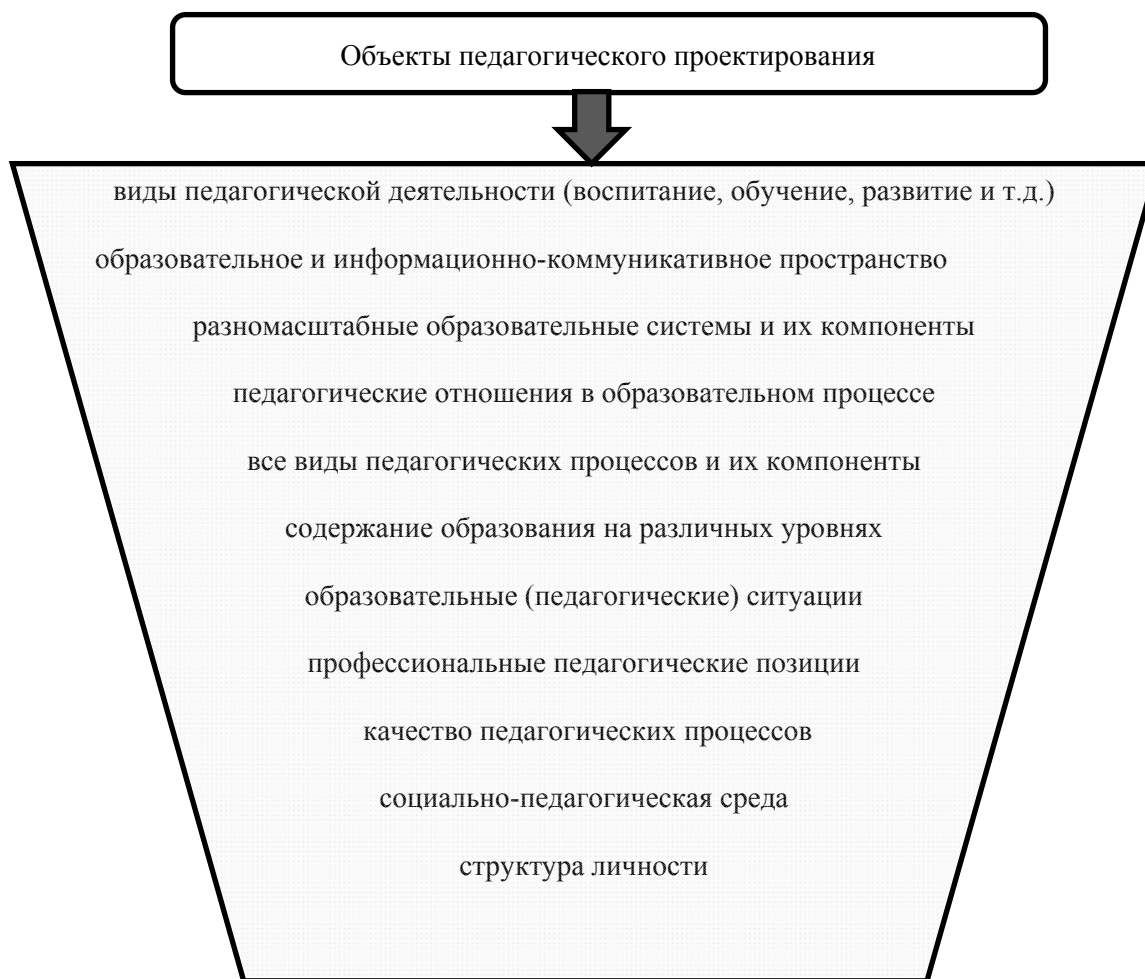 Объекты педагогического проектирования
виды педагогической деятельности (воспитание, обучение, развитие и т.д.)
образовательное и информационно-коммуникативное пространство
разномасштабные образовательные системы и их компоненты
педагогические отношения в образовательном процессе
все виды педагогических процессов и их компоненты
содержание образования на различных уровнях
образовательные (педагогические) ситуации
профессиональные педагогические позиции
качество педагогических процессов
социально-педагогическая среда
структура личности